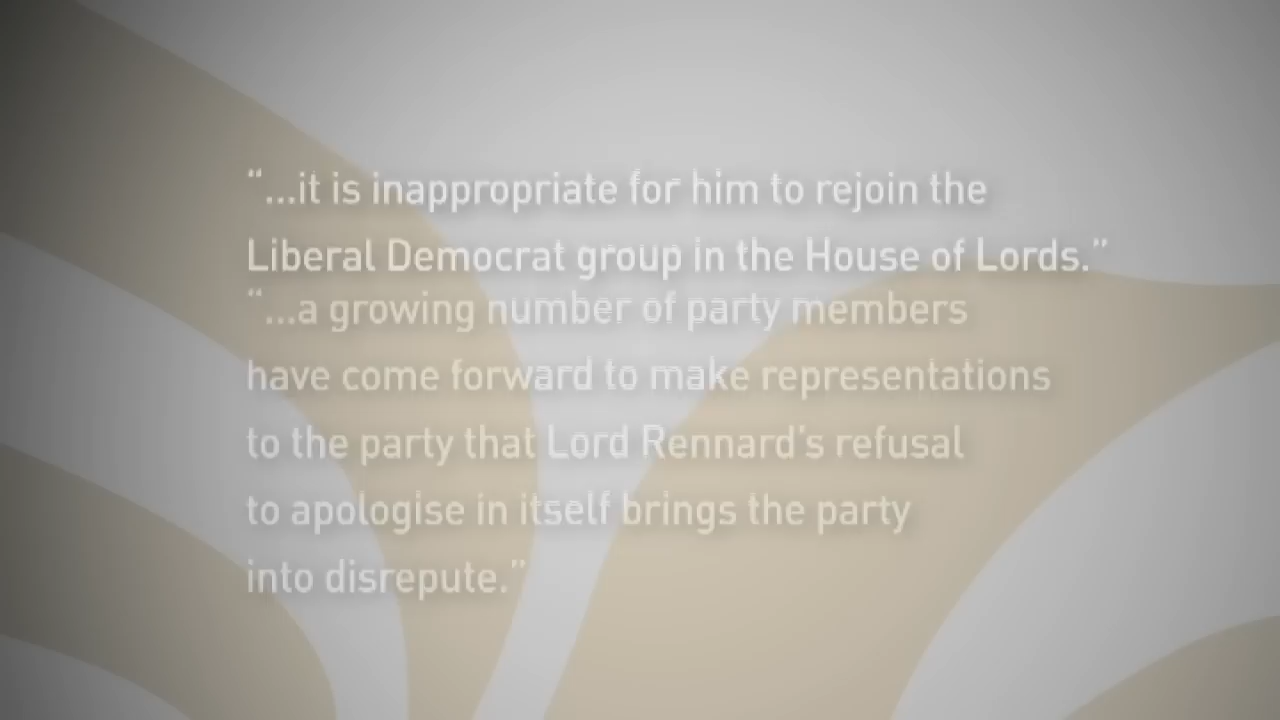 “...it is inappropriate for him to rejoin the
Liberal Democrat group in the House of Lords.”
“...a growing number of party members
have come forward to make representations
to the party that Lord Rennard’s refusal
to apologise in itself brings the party
into disrepute.”